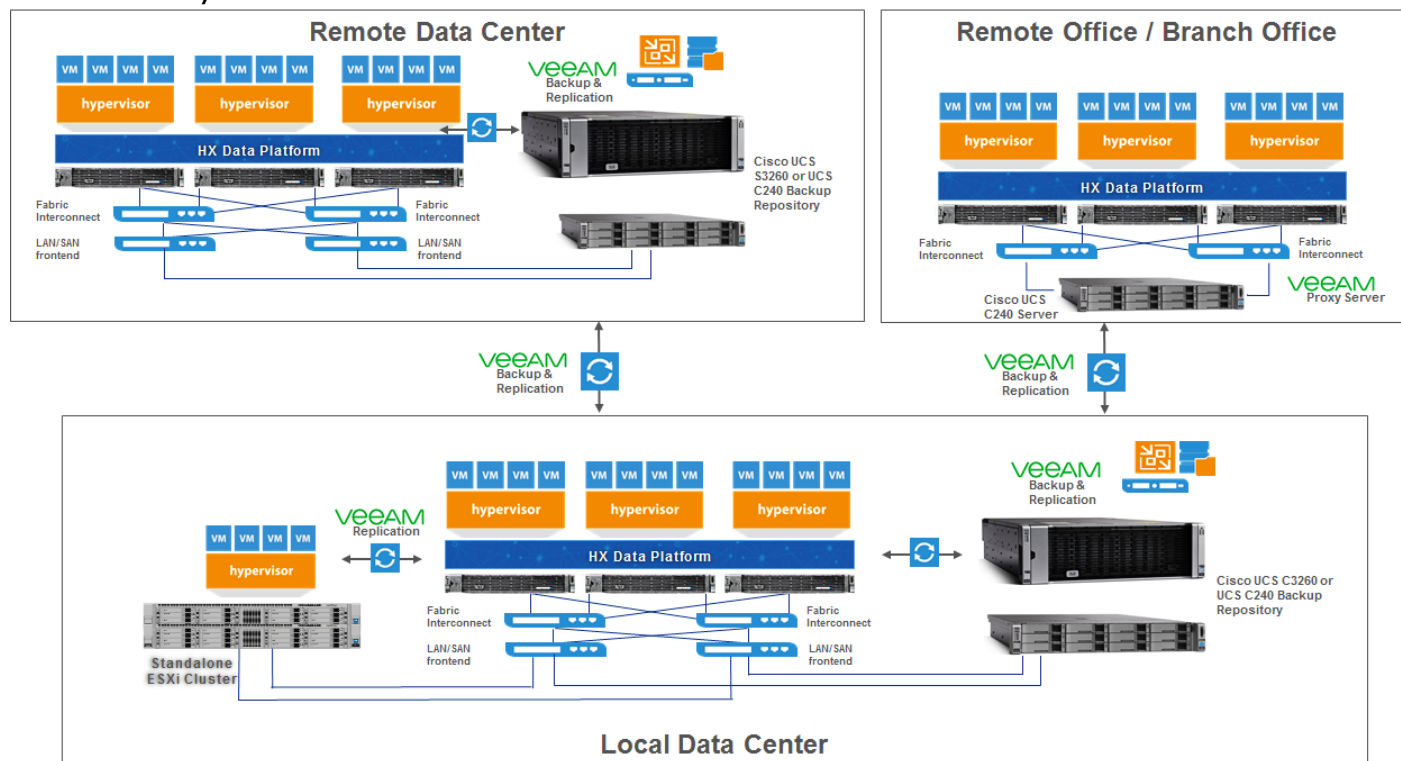 Remote Data Center
VM VM VM VM VM VM VM VM VM VM VM VM
hypervisor hypervisor hypervisor
HX Data Platform
Fabric
Interconnect
Fabric
Interconnect
LAN/SAN
frontend
LAN/SAN
frontend
veeAM
Backup &
Replication
Cisco UCS
S3260 or UCS
C240 Backup
Repository
Remote Office / Branch Office
VM VM VM VM VM VM VM VM VM VM VM VM
hypervisor hypervisor hypervisor
HX Data Platform
Fabric
Interconnect
Fabric
Interconnect
Cisco UCS
C240 Server
veeAM
Proxy Server
veeAM
Backup &
Replication
veeAM
Backup &
Replication
VM VM VM VM
hypervisor
Standalone
ESXi Cluster
veeAM
Replication
VM VM VM VM VM VM VM VM VM VM VM VM
hypervisor hypervisor hypervisor
HX Data Platform
Fabric
Interconnect
Fabric
Interconnect
LAN/SAN
frontend
LAN/SAN
frontend
veeAM
Backup &
Replication
Cisco UCS C3260 or
UCS C240 Backup
Repository
Local Data Center